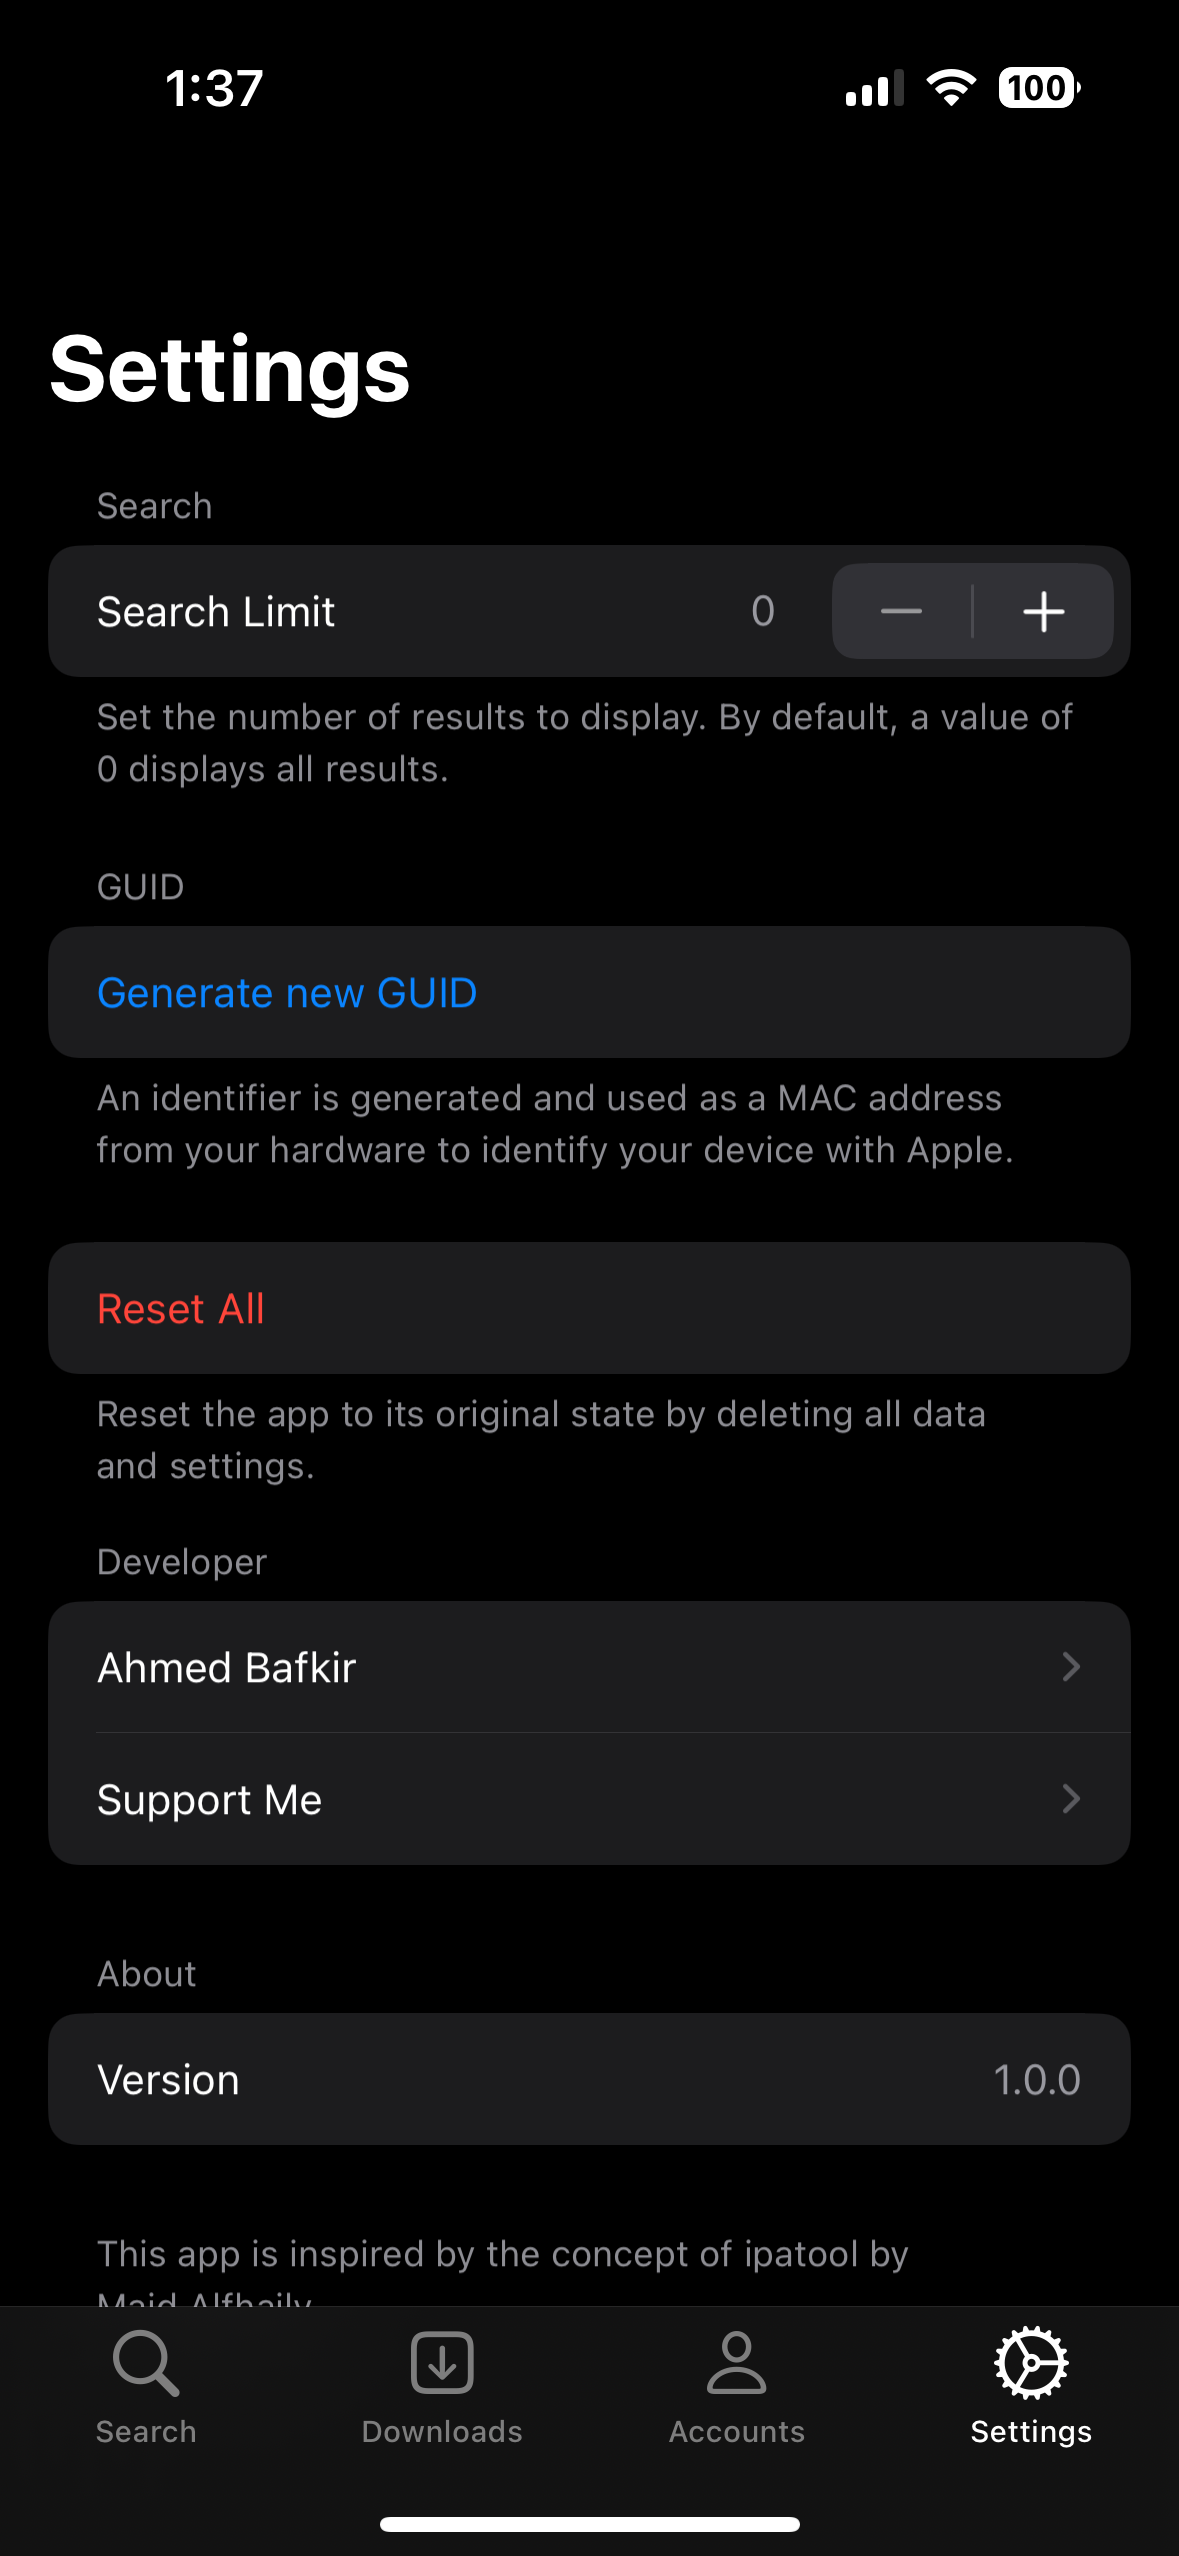 1:37
100
Settings
Search
Search Limit 0
Set the number of results to display. By default, a value of
0 displays all results.
GUID
Generate new GUID
An identifier is generated and used as a MAC address
from your hardware to identify your device with Apple.
Reset All
Reset the app to its original state by deleting all data
and settings.
Developer
Ahmed Bafkir
Support Me
About
Version 1.0.0
This app is inspired by the concept of ipatool by
Majd Alfhaily
Search Downloads Accounts Settings